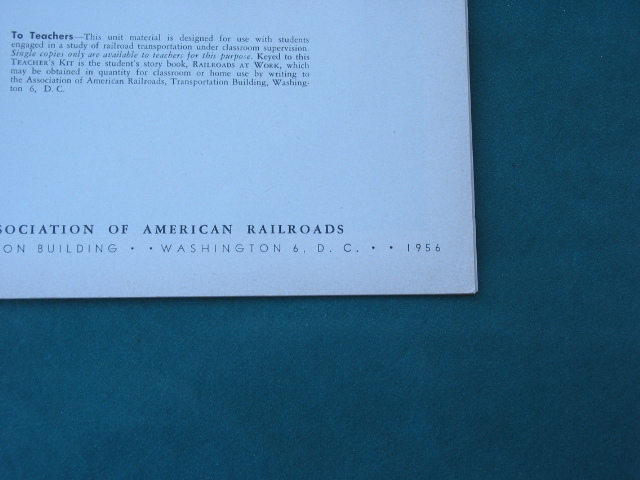 To Teachers—This unit material is designed for use with students
engaged in a study of railroad transportation under classroom supervision.
Single copies only are available to teachers for this purpose. Keyed to this
TEACHER'S KIT is the student's story book, RAILROADS AT WORK, which
may be obtained in quantity for classroom or home use by writing to
the Association of American Railroads, Transportation Building, Washing-
ton 6, D. C.
SOCIATION OF AMERICAN RAILROADS
ON BUILDING • • WASHINGTON 6, D. C. • • 1956